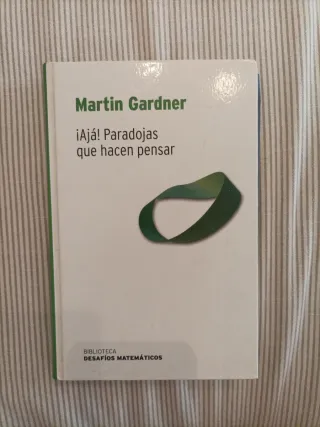 Martin Gardner
¡Ajá! Paradojas
que hacen pensar
BIBLIOTECA
DESAFÍOS MATEMÁTICOS